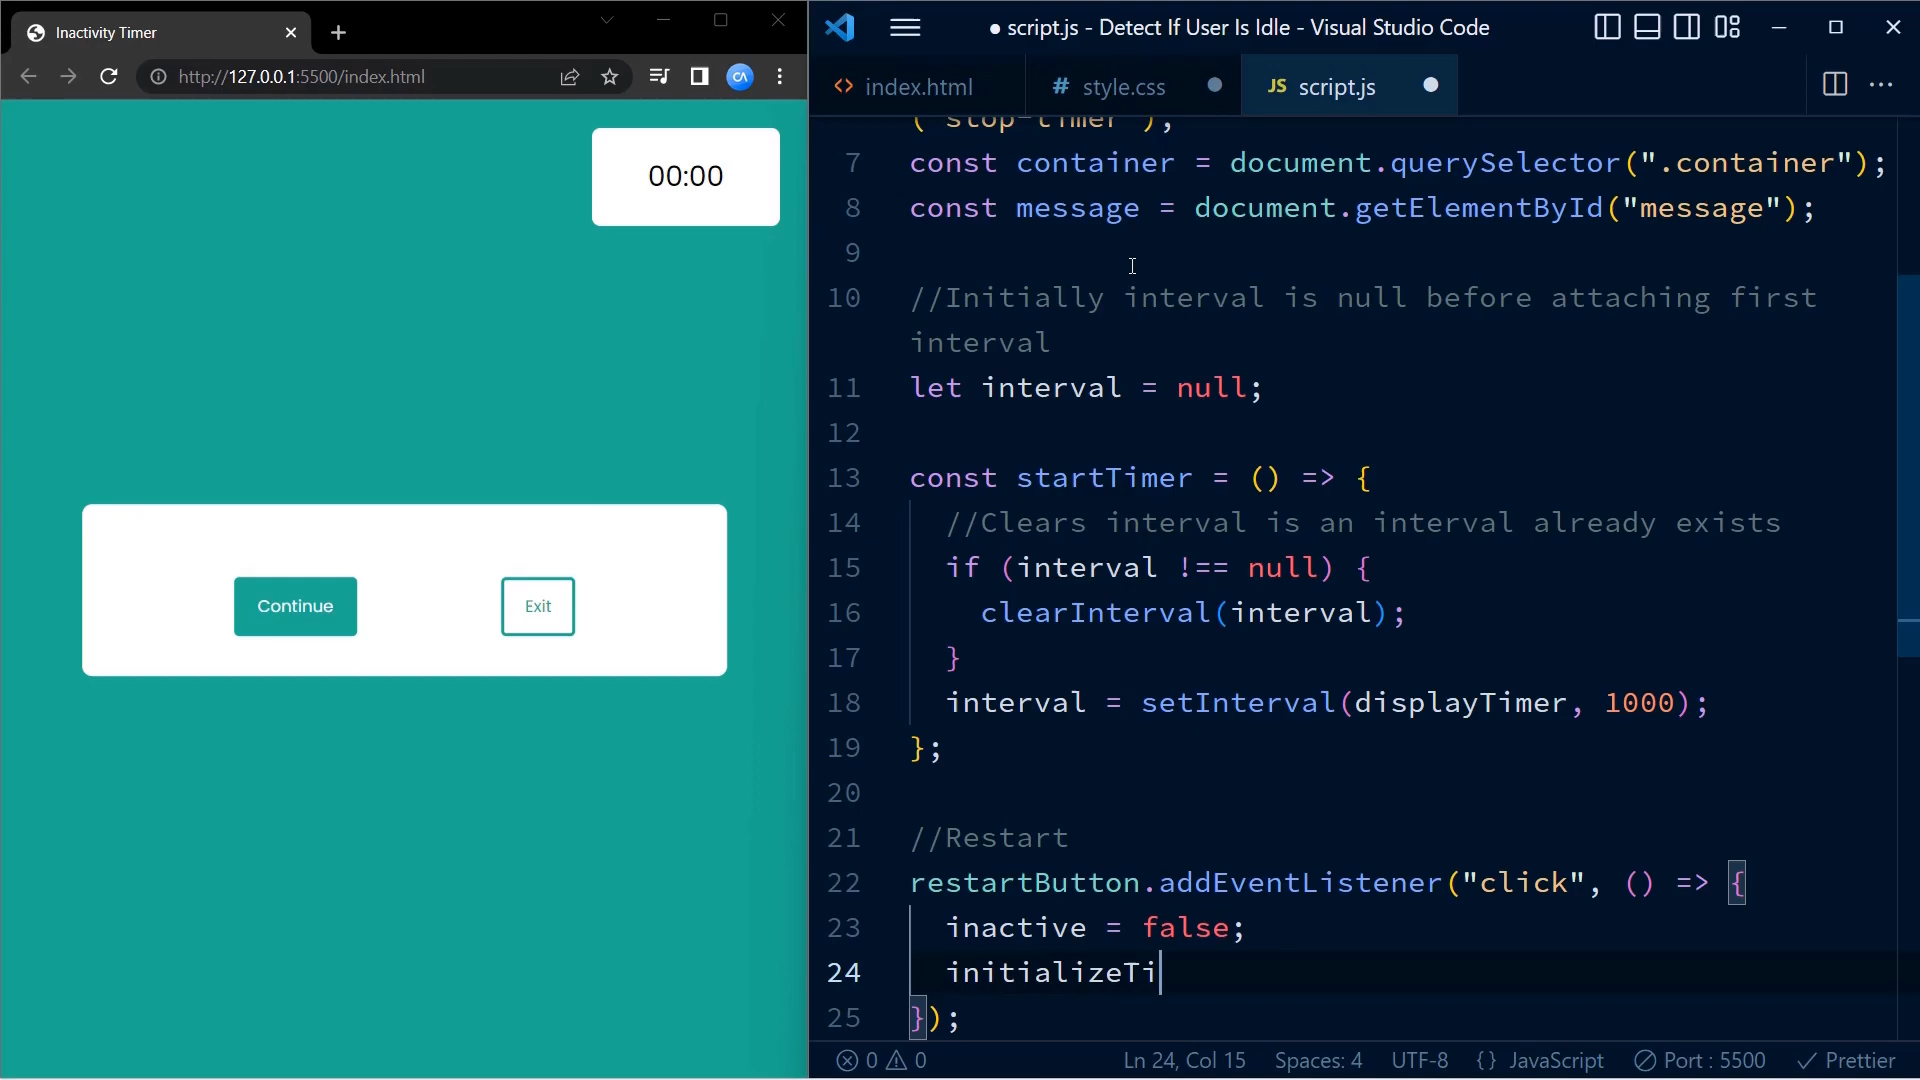 Inactivity Timer
http://127.0.0.1:5500/index.html
CA
00:00
Continue
Exit
● script.js - Detect If User Is Idle - Visual Studio Code
<> index.html
# style.css
JS script.js
("stop-timer");
7 const container = document.querySelector(".container");
8 const message = document.getElementById("message");
9
10 //Initially interval is null before attaching first
interval
11 let interval = null;
12
13 const startTimer = () => {
14 //Clears interval is an interval already exists
15 if (interval !== null) {
16 clearInterval(interval);
17 }
18 interval = setInterval(displayTimer, 1000);
19 };
20
21 //Restart
22 restartButton.addEventListener("click", () => {
23 inactive = false;
24 initializeTi
25 });
0 0 Ln 24, Col 15 Spaces: 4 UTF-8 {} JavaScript Port : 5500 Prettier